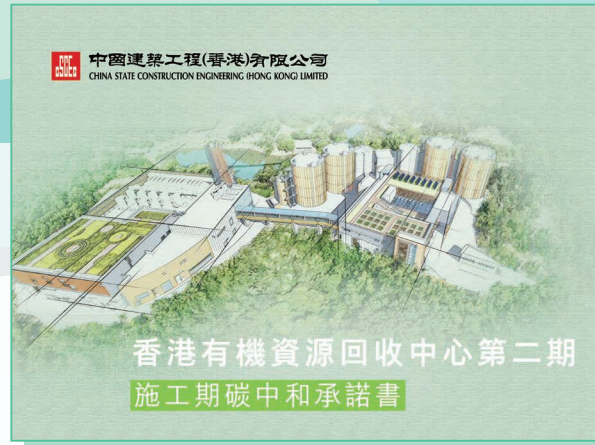 CSCEC
中國建築工程(香港)有限公司
CHINA STATE CONSTRUCTION ENGINEERING (HONG KONG) LIMITED
香港有機資源回收中心第二期
施工期碳中和承諾書